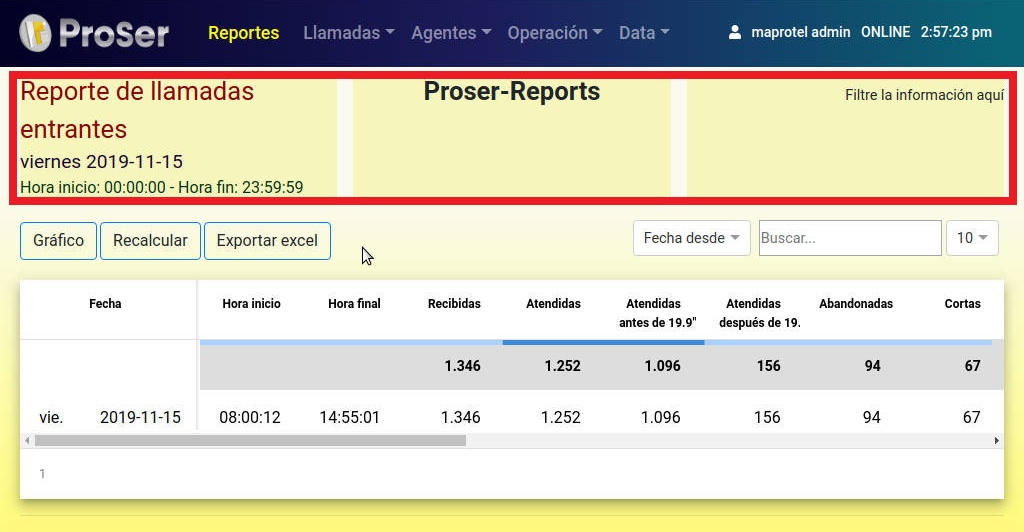 ProSer Reportes Llamadas Agentes Operación Data maprotel admin ONLINE 2:57:23 pm
Reporte de llamadas
entrantes
viernes 2019-11-15
Hora inicio: 00:00:00 - Hora fin: 23:59:59
Proser-Reports
Filtre la información aquí
Gráfico Recalcular Exportar excel Fecha desde Buscar... 10
Fecha Hora inicio Hora final Recibidas Atendidas Atendidas Atendidas Abandonadas Cortas
antes de 19.9" después de 19.
1.346 1.252 1.096 156 94 67
vie. 2019-11-15 08:00:12 14:55:01 1.346 1.252 1.096 156 94 67
1